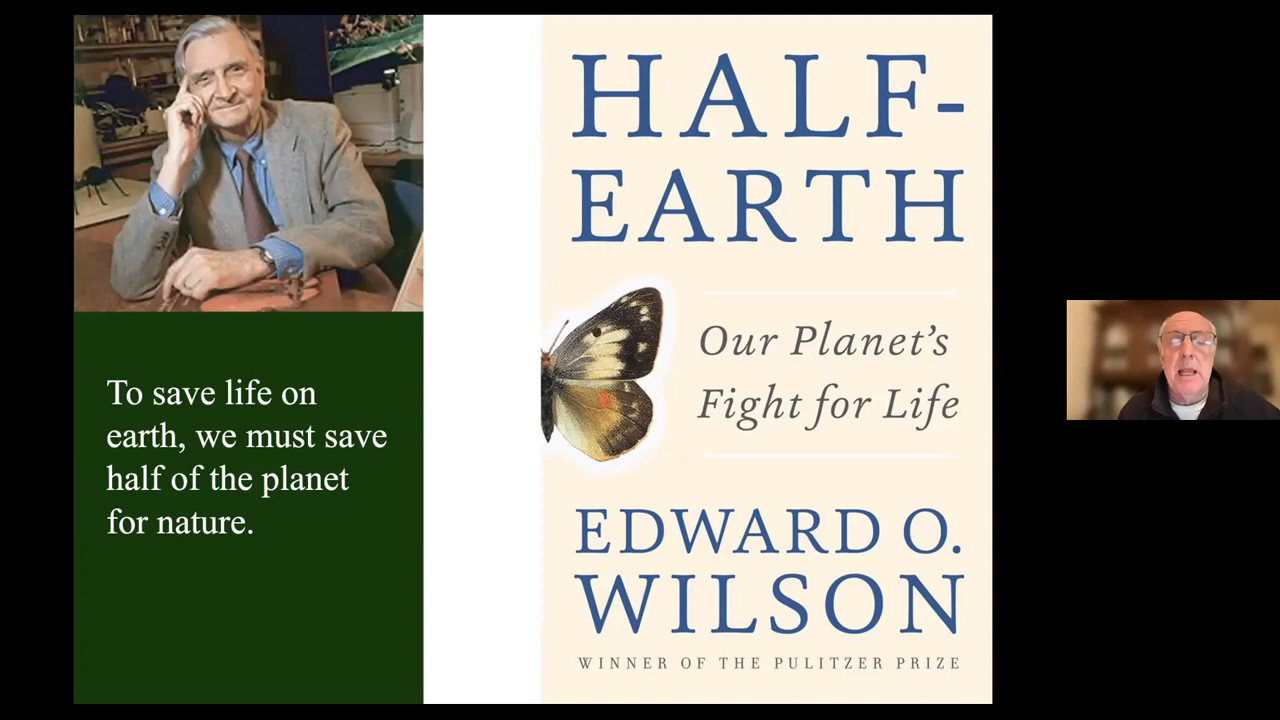 To save life on
earth, we must save
half of the planet
for nature.
HALF-
EARTH
Our Planet's
Fight for Life
EDWARD O.
WILSON
WINNER OF THE PULITZER PRIZE